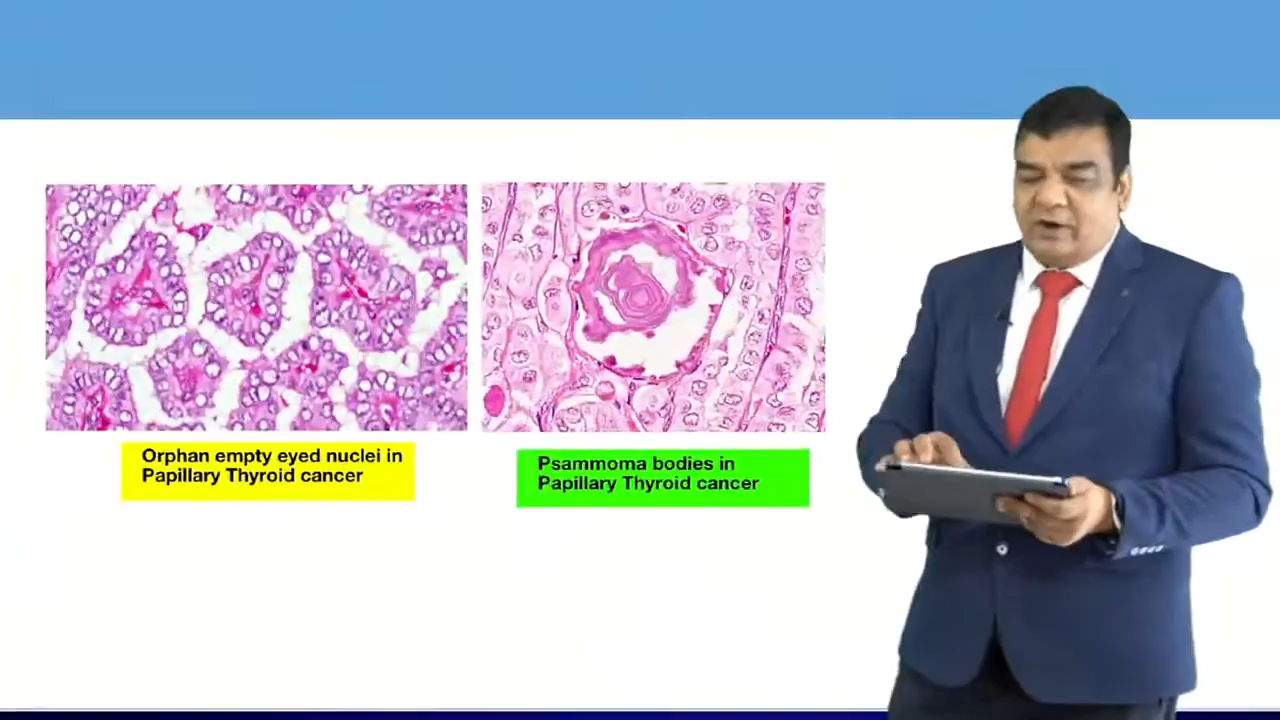 Orphan empty eyed nuclei in
Papillary Thyroid cancer
Psammoma bodies in
Papillary Thyroid cancer